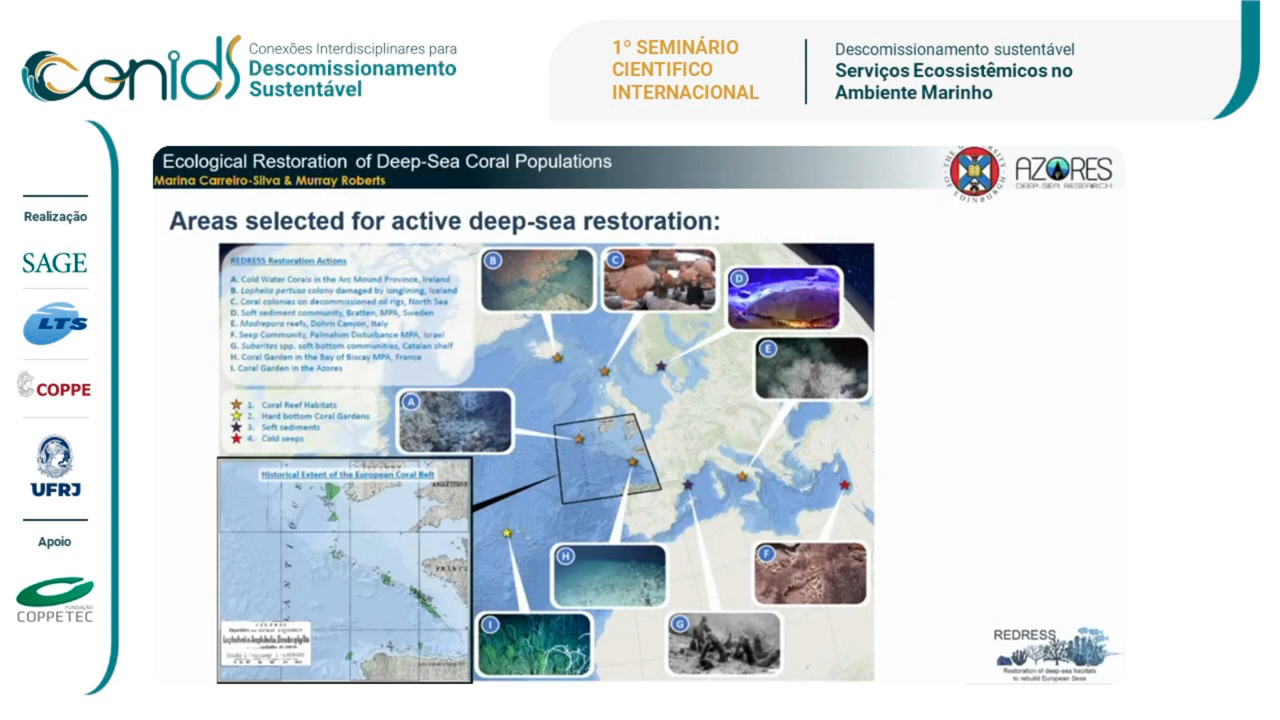 conids
Conexões Interdisciplinares para
Descomissionamento
Sustentável
1º SEMINÁRIO
CIENTIFICO
INTERNACIONAL
Descomissionamento sustentável
Serviços Ecossistêmicos no
Ambiente Marinho
Realização
SAGE
LTS
COPPE
UFRJ
Apoio
FUNDAÇÃO
COPPETEC
Ecological Restoration of Deep-Sea Coral Populations
Marina Carreiro-Silva & Murray Roberts
AZORES
DEEP-SEA RESEARCH
Areas selected for active deep-sea restoration:
REDRESS Restoration Actions
A. Cold Water Corals in the Arc Mound Province, Ireland
B. Lophelia pertusa colony damaged by longlining, Iceland
C. Coral colonies on decommissioned oil rigs, North Sea
D. Soft sediment community, Bratten, MPA, Sweden
E. Madrepora reefs, Dohrn Canyon, Italy
F. Seep Community, Palmahim Disturbance MPA, Israel
G. Suberites spp. soft bottom communities, Catalan shelf
H. Coral Garden in the Bay of Biscay MPA, France
I. Coral Garden in the Azores
1. Coral Reef Habitats
2. Hard bottom Coral Gardens
3. Soft sediments
4. Cold seeps
A
B
C
D
E
F
G
H
I
Historical Extent of the European Coral Belt
FRANCE
REDRESS
Restoration of deep-sea habitats
to rebuild European Seas